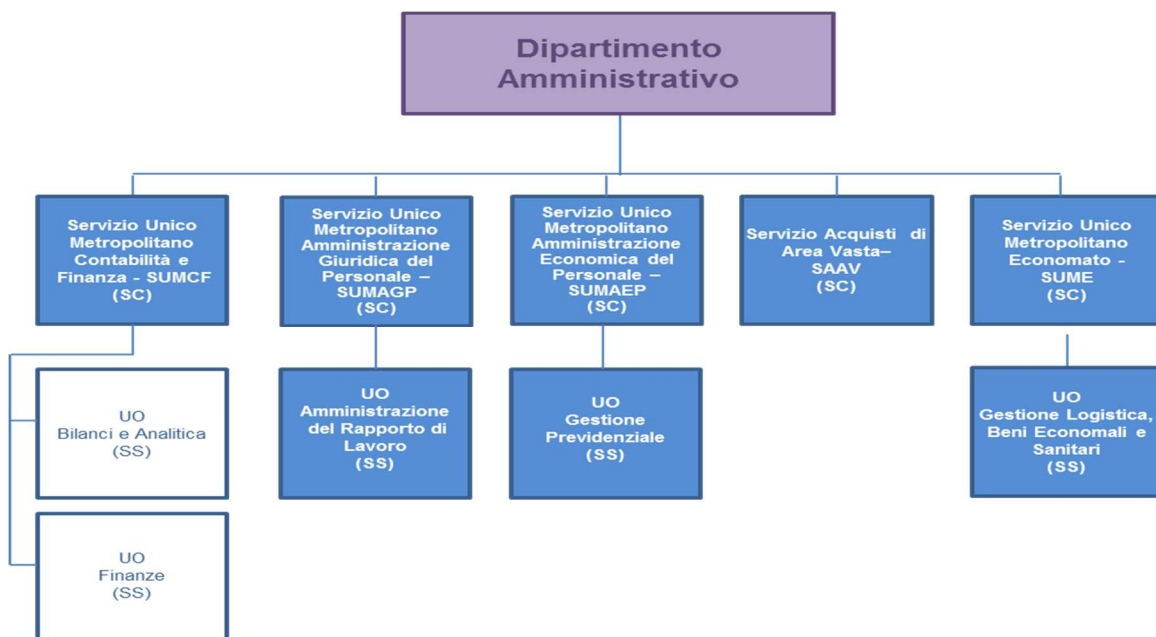 Dipartimento
Amministrativo
Servizio Unico
Metropolitano
Contabilità e
Finanza - SUMCF
(SC)
Servizio Unico
Metropolitano
Amministrazione
Giuridica del
Personale –
SUMAGP
(SC)
Servizio Unico
Metropolitano
Amministrazione
Economica del
Personale –
SUMAEP
(SC)
Servizio Acquisti di
Area Vasta–
SAAV
(SC)
Servizio Unico
Metropolitano
Economato -
SUME
(SC)
UO
Bilanci e Analitica
(SS)
UO
Amministrazione
del Rapporto di
Lavoro
(SS)
UO
Gestione
Previdenziale
(SS)
UO
Gestione Logistica,
Beni Economali e
Sanitari
(SS)
UO
Finanze
(SS)